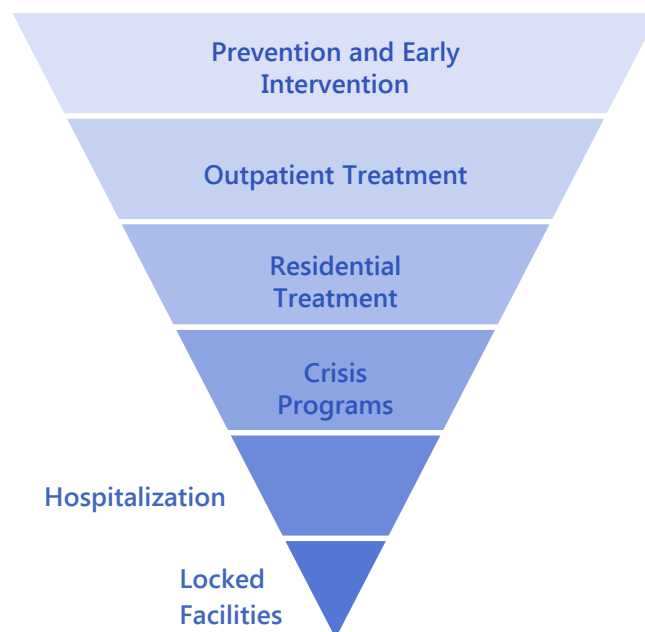 Prevention and Early
Intervention
Outpatient Treatment
Residential
Treatment
Crisis
Programs
Hospitalization
Locked
Facilities